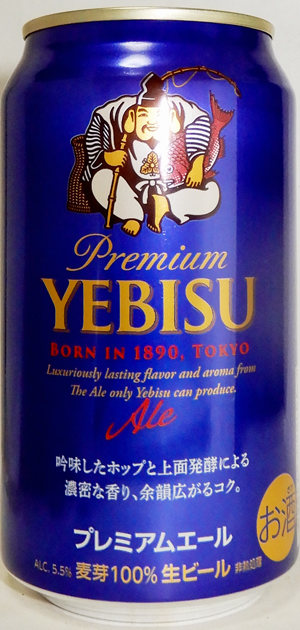 Premium
YEBISU
BORN IN 1890, TOKYO
Luxuriously lasting flavor and aroma from
The Ale only Yebisu can produce.
Ale
吟味したホップと上面発酵による
濃密な香り、余韻広がるコク。
お酒
プレミアムエール
ALC. 5.5% 麦芽100% 生ビール 非熱処理